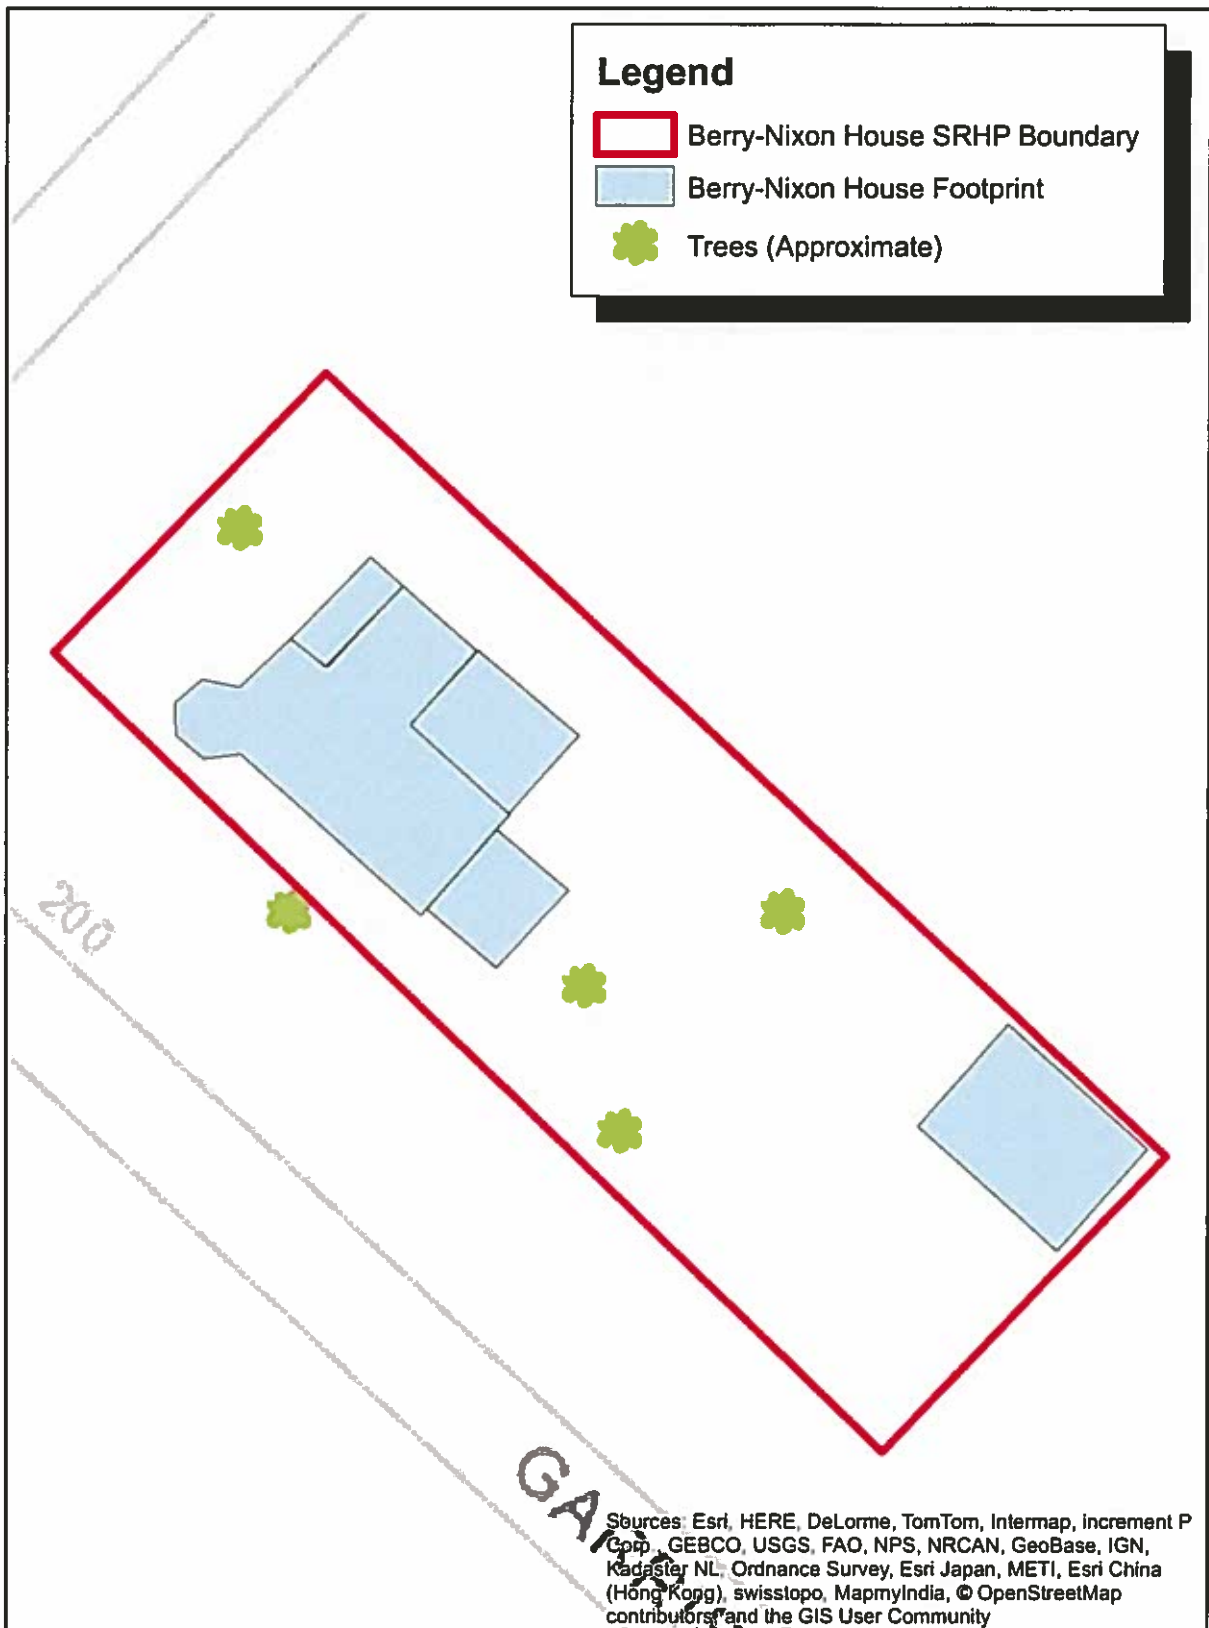 Legend
Berry-Nixon House SRHP Boundary
Berry-Nixon House Footprint
Trees (Approximate)
200
Sources: Esri, HERE, DeLorme, TomTom, Intermap, increment P
Corp., GEBCO, USGS, FAO, NPS, NRCAN, GeoBase, IGN,
Kadaster NL, Ordnance Survey, Esri Japan, METI, Esri China
(Hong Kong), swisstopo, MapmyIndia, © OpenStreetMap
contributors, and the GIS User Community